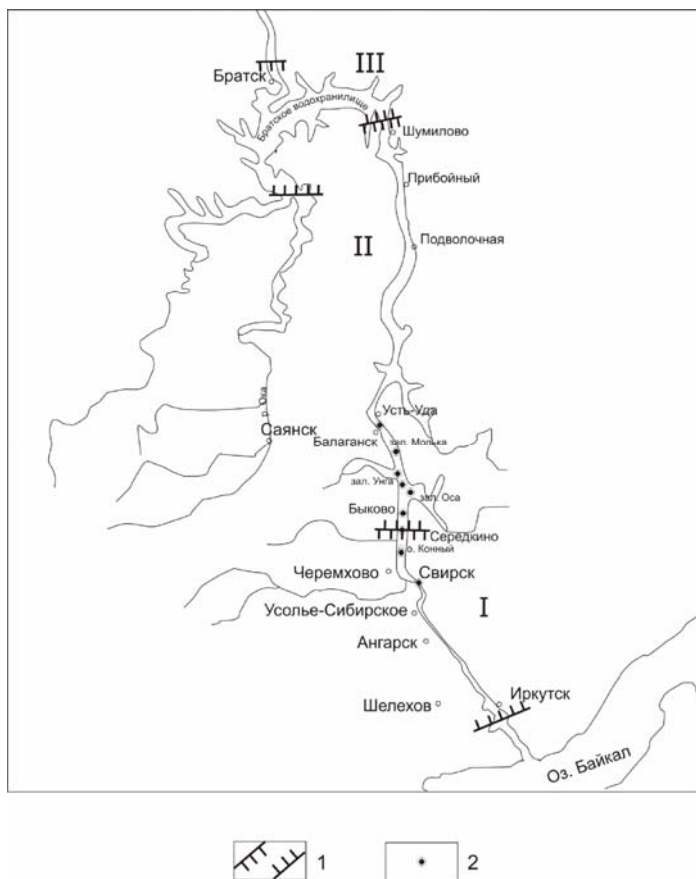 III
Братск
Братское водохранилище
Шумилово
Прибойный
II
Подволочная
Усть-Уда
Ока
Саянск
Балаганск
зал. Молька
зал. Унга
зал. Оса
Быково
Середкино
о. Конный
Черемхово
Свирск
Усолье-Сибирское
I
Ангарск
Шелехов
Иркутск
Оз. Байкал
1
2